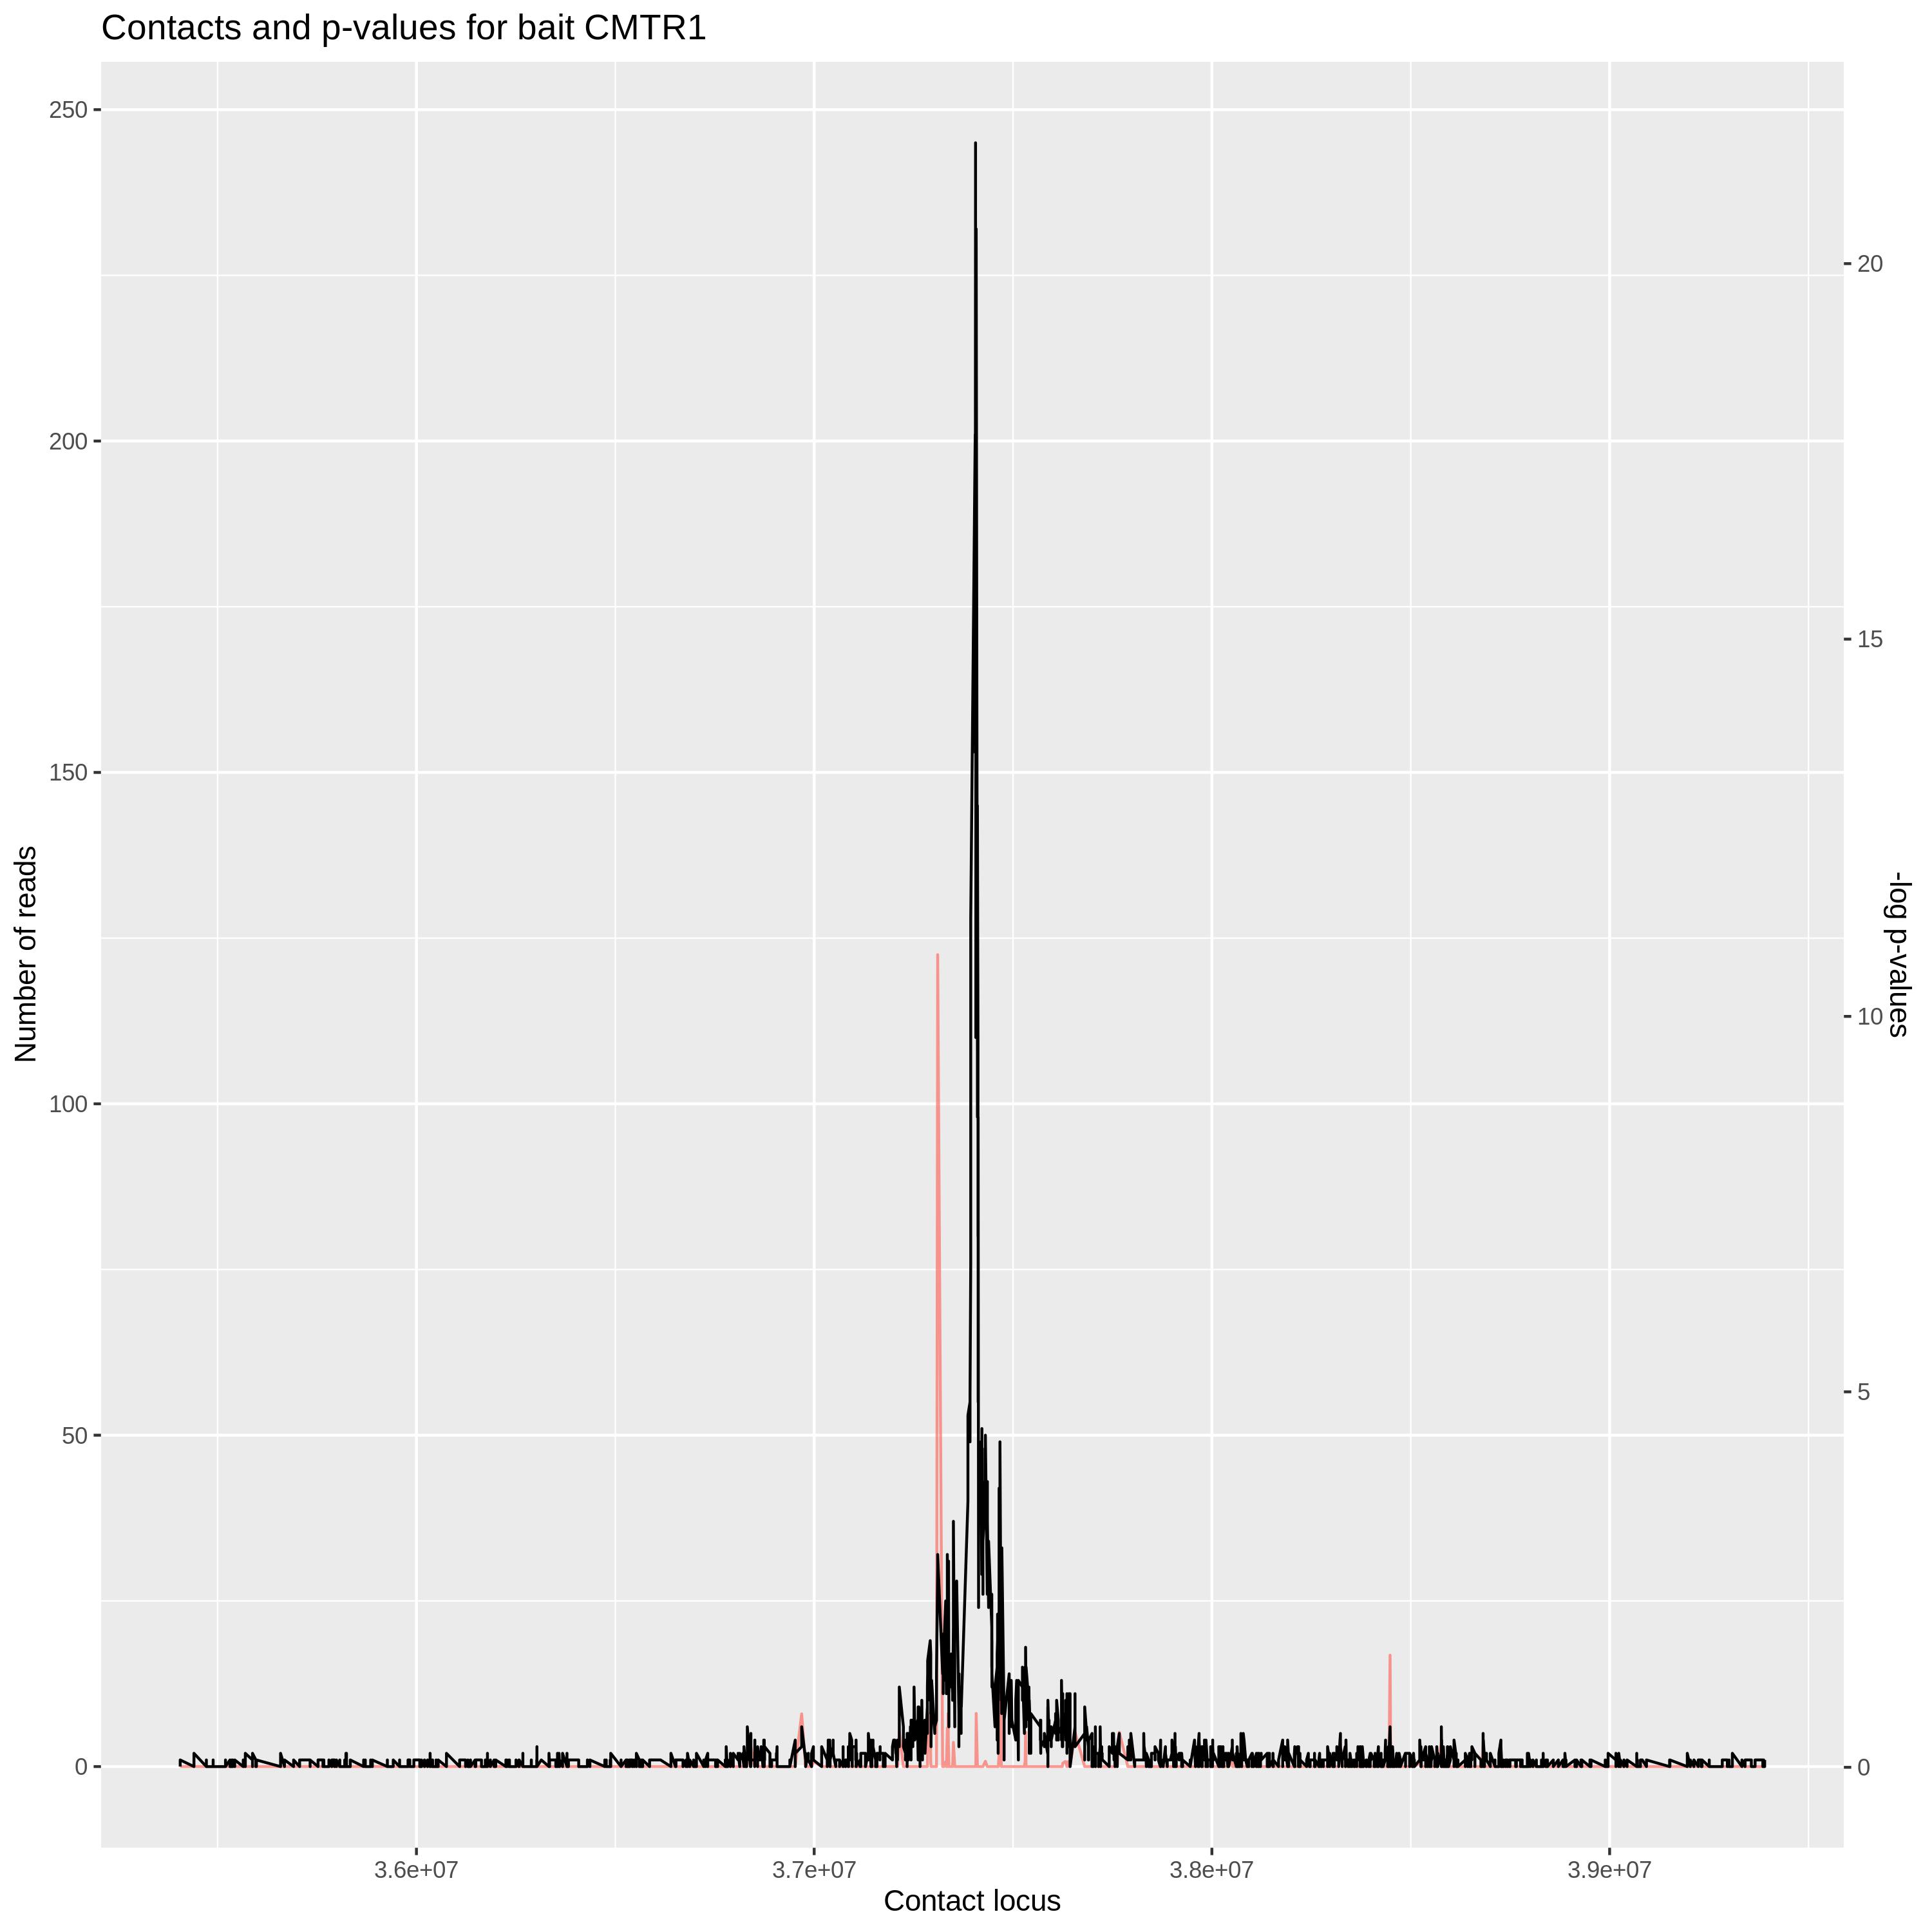 Contacts and p-values for bait CMTR1
250
200
150
100
50
0
Number of reads
20
15
10
5
0
-log p-values
3.6e+07
3.7e+07
3.8e+07
3.9e+07
Contact locus